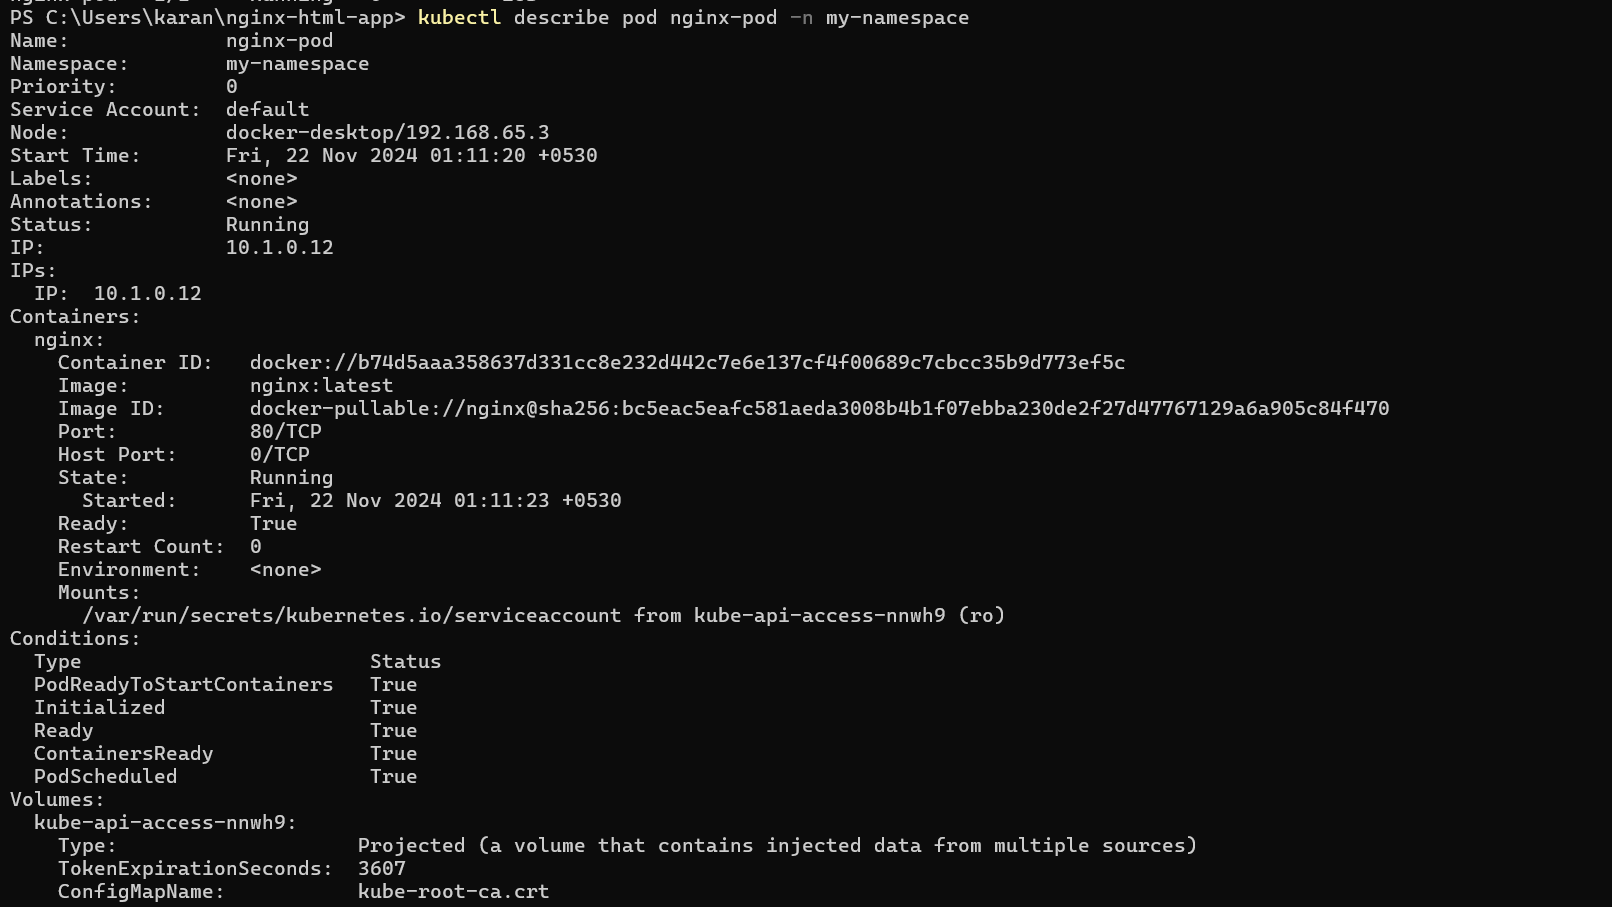 PS C:\Users\karan\nginx-html-app> kubectl describe pod nginx-pod -n my-namespace
Name:             nginx-pod
Namespace:        my-namespace
Priority:         0
Service Account:  default
Node:             docker-desktop/192.168.65.3
Start Time:       Fri, 22 Nov 2024 01:11:20 +0530
Labels:           <none>
Annotations:      <none>
Status:           Running
IP:               10.1.0.12
IPs:
  IP:  10.1.0.12
Containers:
  nginx:
    Container ID:   docker://b74d5aaa358637d331cc8e232d442c7e6e137cf4f00689c7cbcc35b9d773ef5c
    Image:          nginx:latest
    Image ID:       docker-pullable://nginx@sha256:bc5eac5eafc581aeda3008b4b1f07ebba230de2f27d47767129a6a905c84f470
    Port:           80/TCP
    Host Port:      0/TCP
    State:          Running
      Started:      Fri, 22 Nov 2024 01:11:23 +0530
    Ready:          True
    Restart Count:  0
    Environment:    <none>
    Mounts:
      /var/run/secrets/kubernetes.io/serviceaccount from kube-api-access-nnwh9 (ro)
Conditions:
  Type                        Status
  PodReadyToStartContainers   True
  Initialized                 True
  Ready                       True
  ContainersReady             True
  PodScheduled                True
Volumes:
  kube-api-access-nnwh9:
    Type:                    Projected (a volume that contains injected data from multiple sources)
    TokenExpirationSeconds:  3607
    ConfigMapName:           kube-root-ca.crt